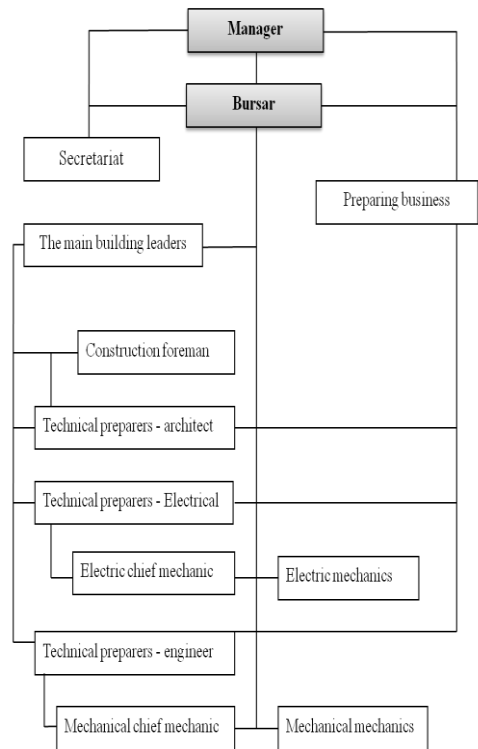 Manager
Bursar
Secretariat
Preparing business
The main building leaders
Construction foreman
Technical preparers - architect
Technical preparers - Electrical
Electric chief mechanic
Electric mechanics
Technical preparers - engineer
Mechanical chief mechanic
Mechanical mechanics